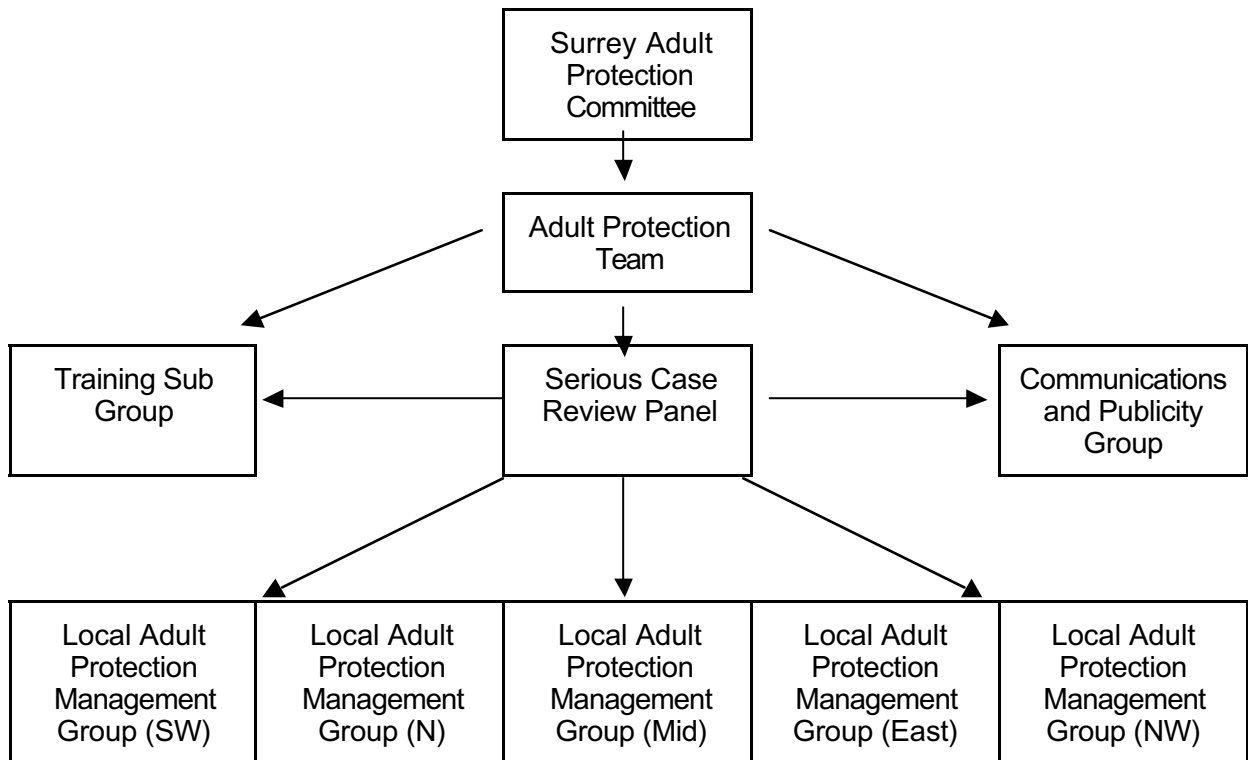 Surrey Adult
Protection
Committee
Adult Protection
Team
Training Sub
Group
Serious Case
Review Panel
Communications
and Publicity
Group
Local Adult
Protection
Management
Group (SW)
Local Adult
Protection
Management
Group (N)
Local Adult
Protection
Management
Group (Mid)
Local Adult
Protection
Management
Group (East)
Local Adult
Protection
Management
Group (NW)